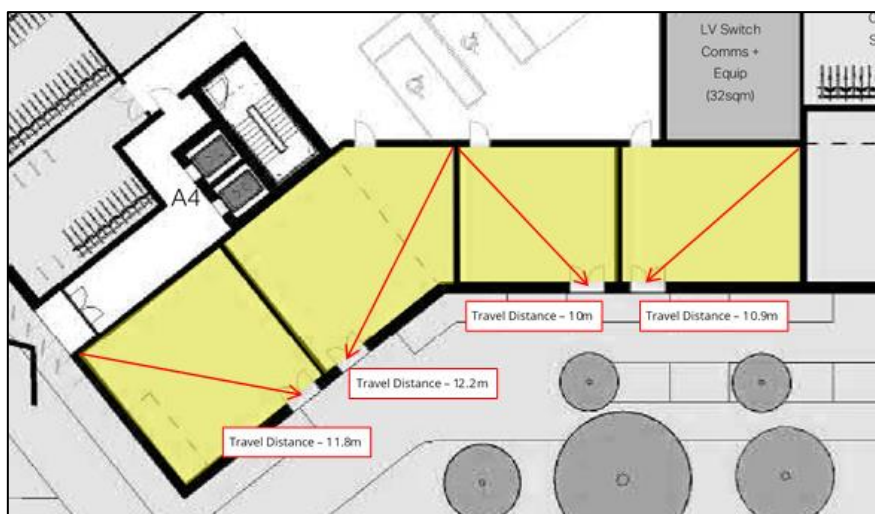 LV Switch
Comms +
Equip
(32sqm)
A4
Travel Distance – 10m
Travel Distance – 10.9m
Travel Distance – 12.2m
Travel Distance – 11.8m